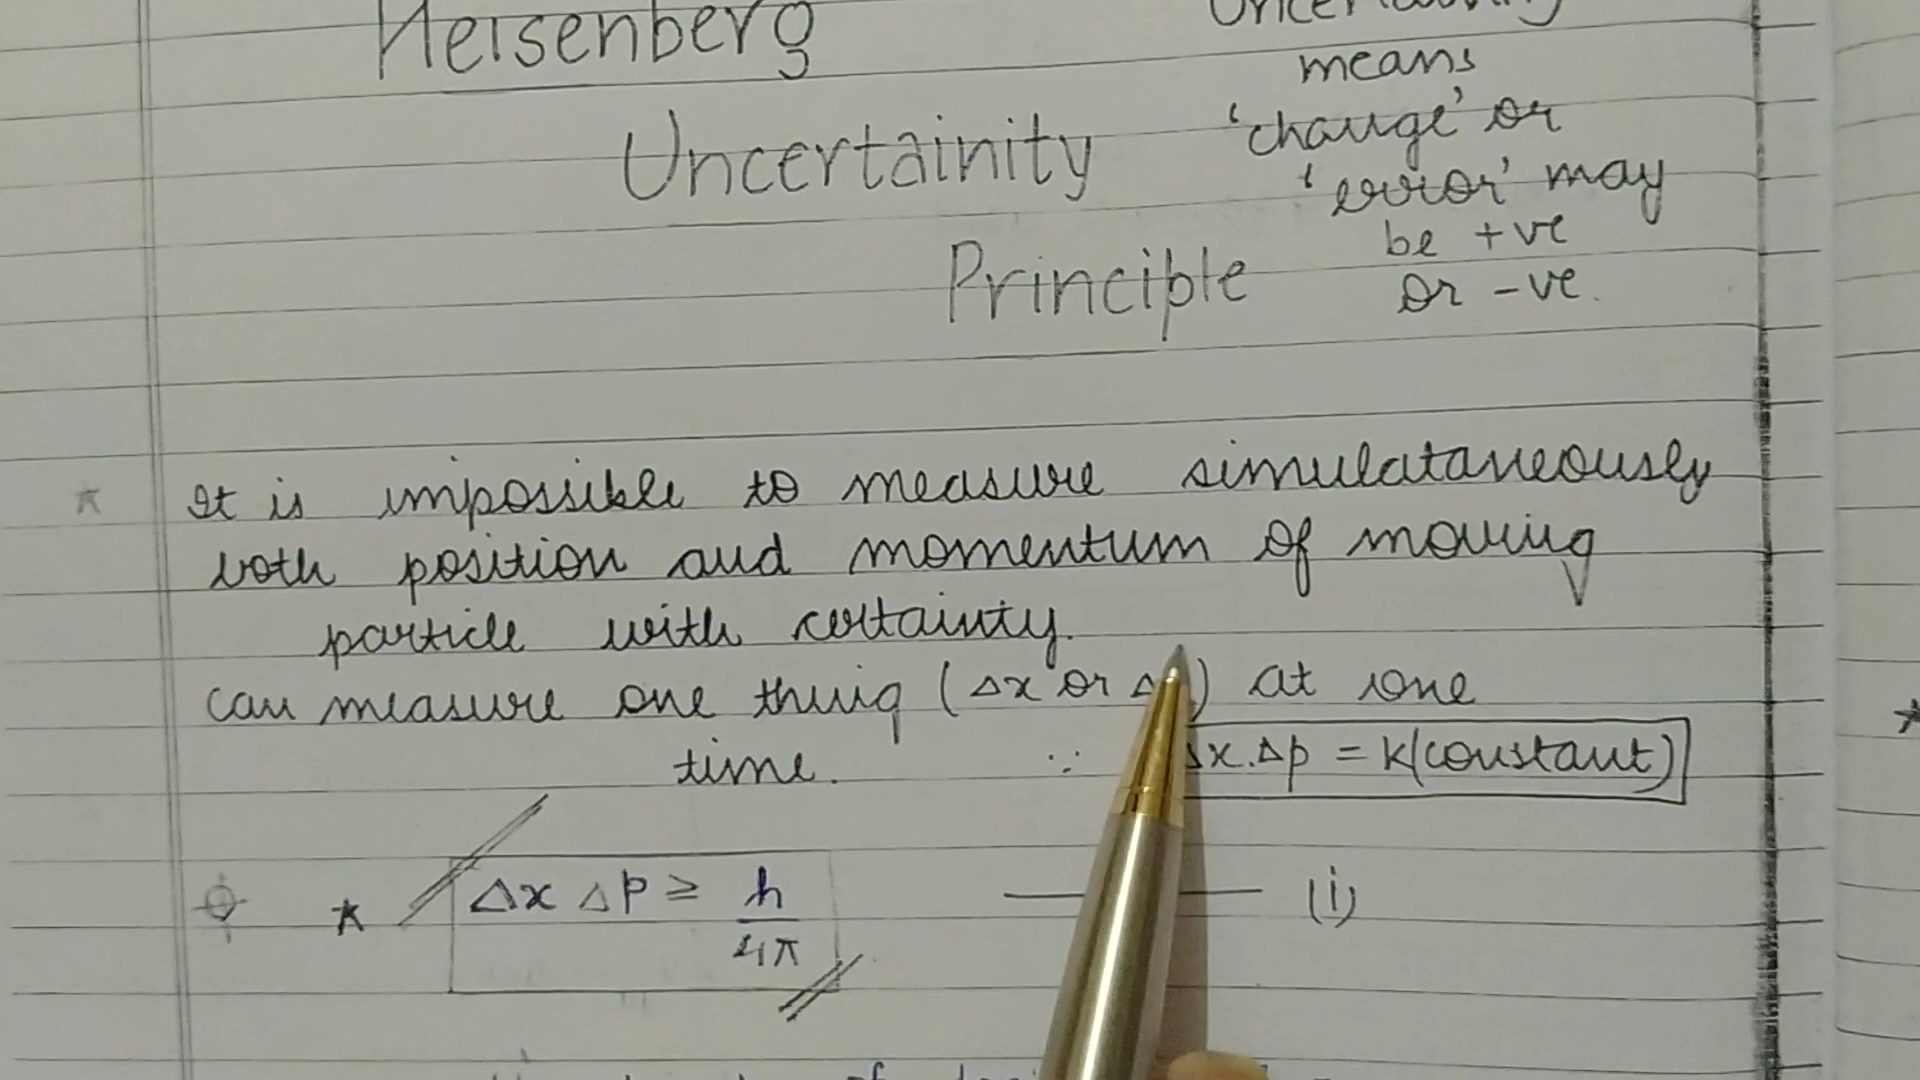 Heisenberg
Uncertainity
Principle
Uncertainity
means
'change' or
'error' may
be +ve
or -ve.
* It is impossible to measure simulataneously
both position and momentum of moving
particle with certainty.
can measure one thing (Δx or Δ ) at one
time. ∵ Δx.Δp = K(constant)
* Δx Δp ≥ h/4π —— (i)
of